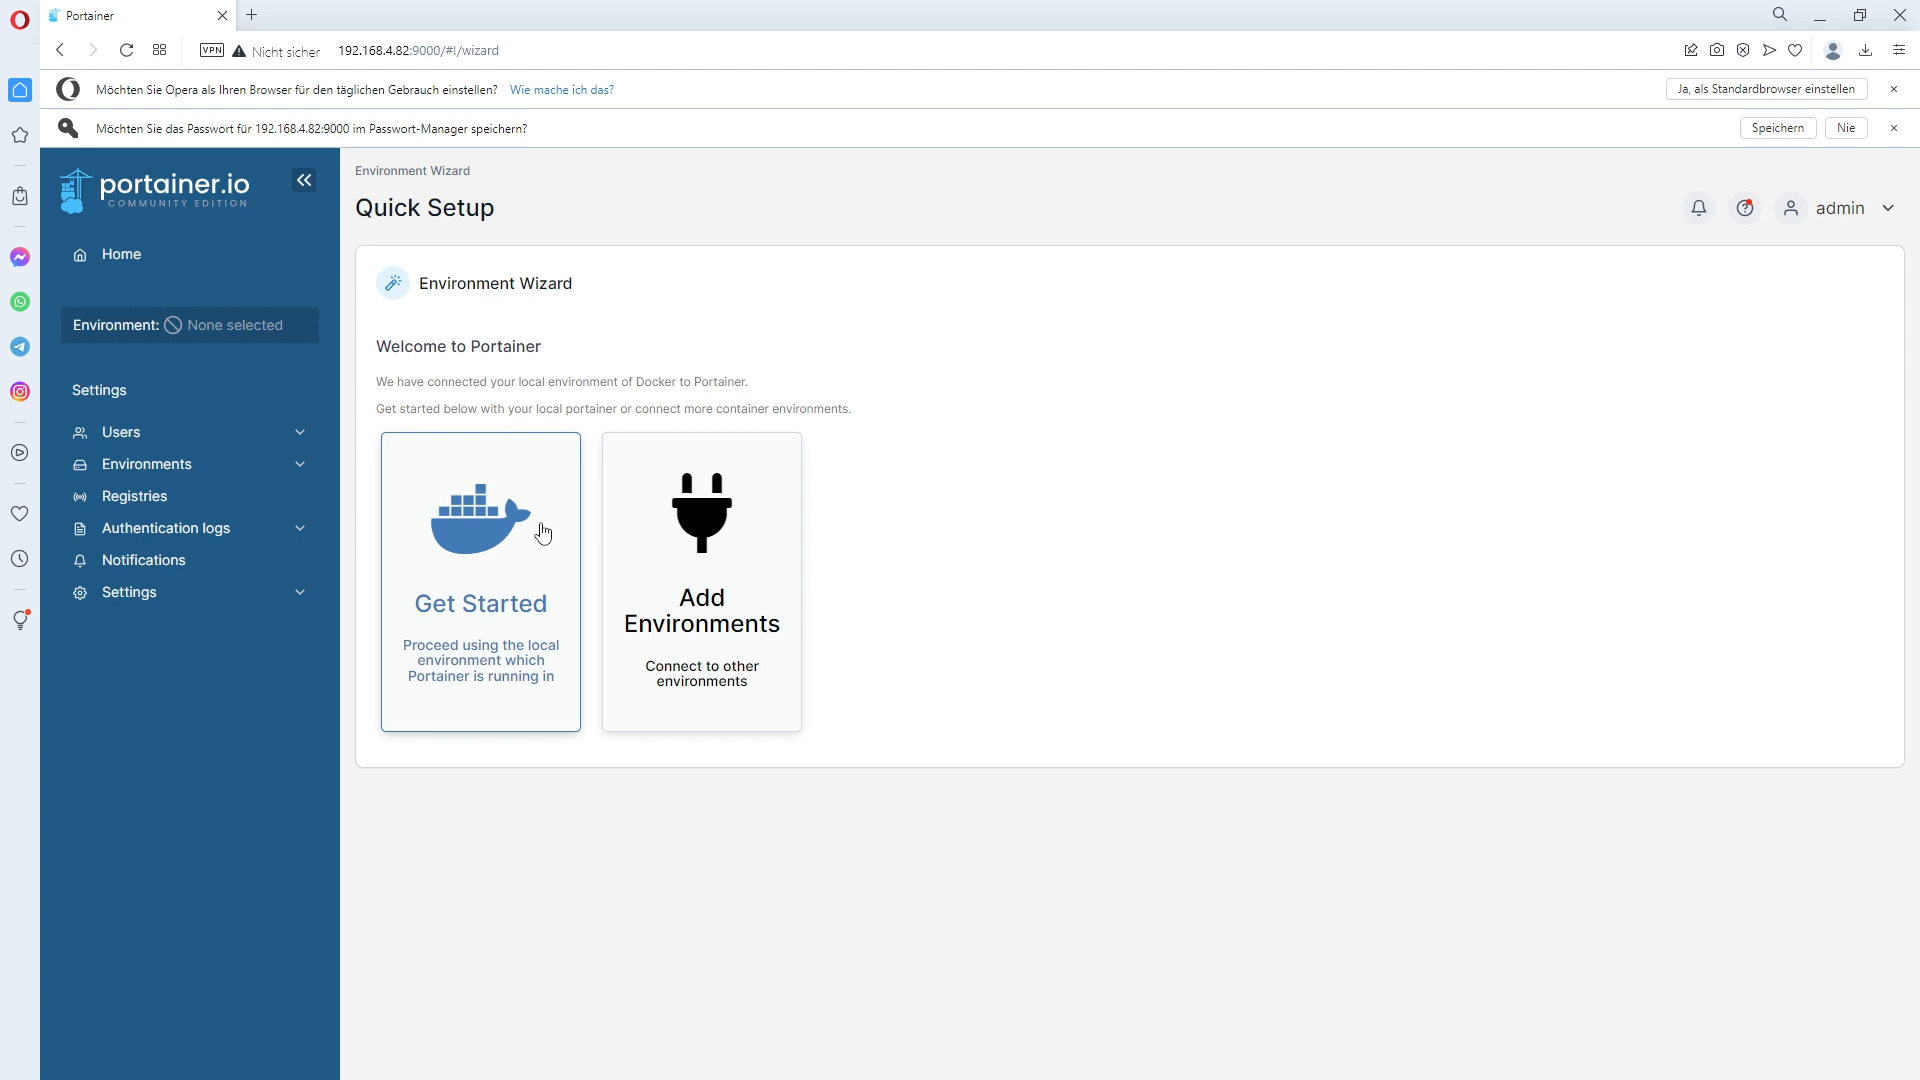 Portainer
VPN Nicht sicher 192.168.4.82:9000/#!/wizard
Möchten Sie Opera als Ihren Browser für den täglichen Gebrauch einstellen? Wie mache ich das? Ja, als Standardbrowser einstellen
Möchten Sie das Passwort für 192.168.4.82:9000 im Passwort-Manager speichern? Speichern Nie
portainer.io
COMMUNITY EDITION
Home
Environment: None selected
Settings
Users
Environments
Registries
Authentication logs
Notifications
Settings
Environment Wizard
Quick Setup
admin
Environment Wizard
Welcome to Portainer
We have connected your local environment of Docker to Portainer.
Get started below with your local portainer or connect more container environments.
Get Started
Proceed using the local
environment which
Portainer is running in
Add
Environments
Connect to other
environments